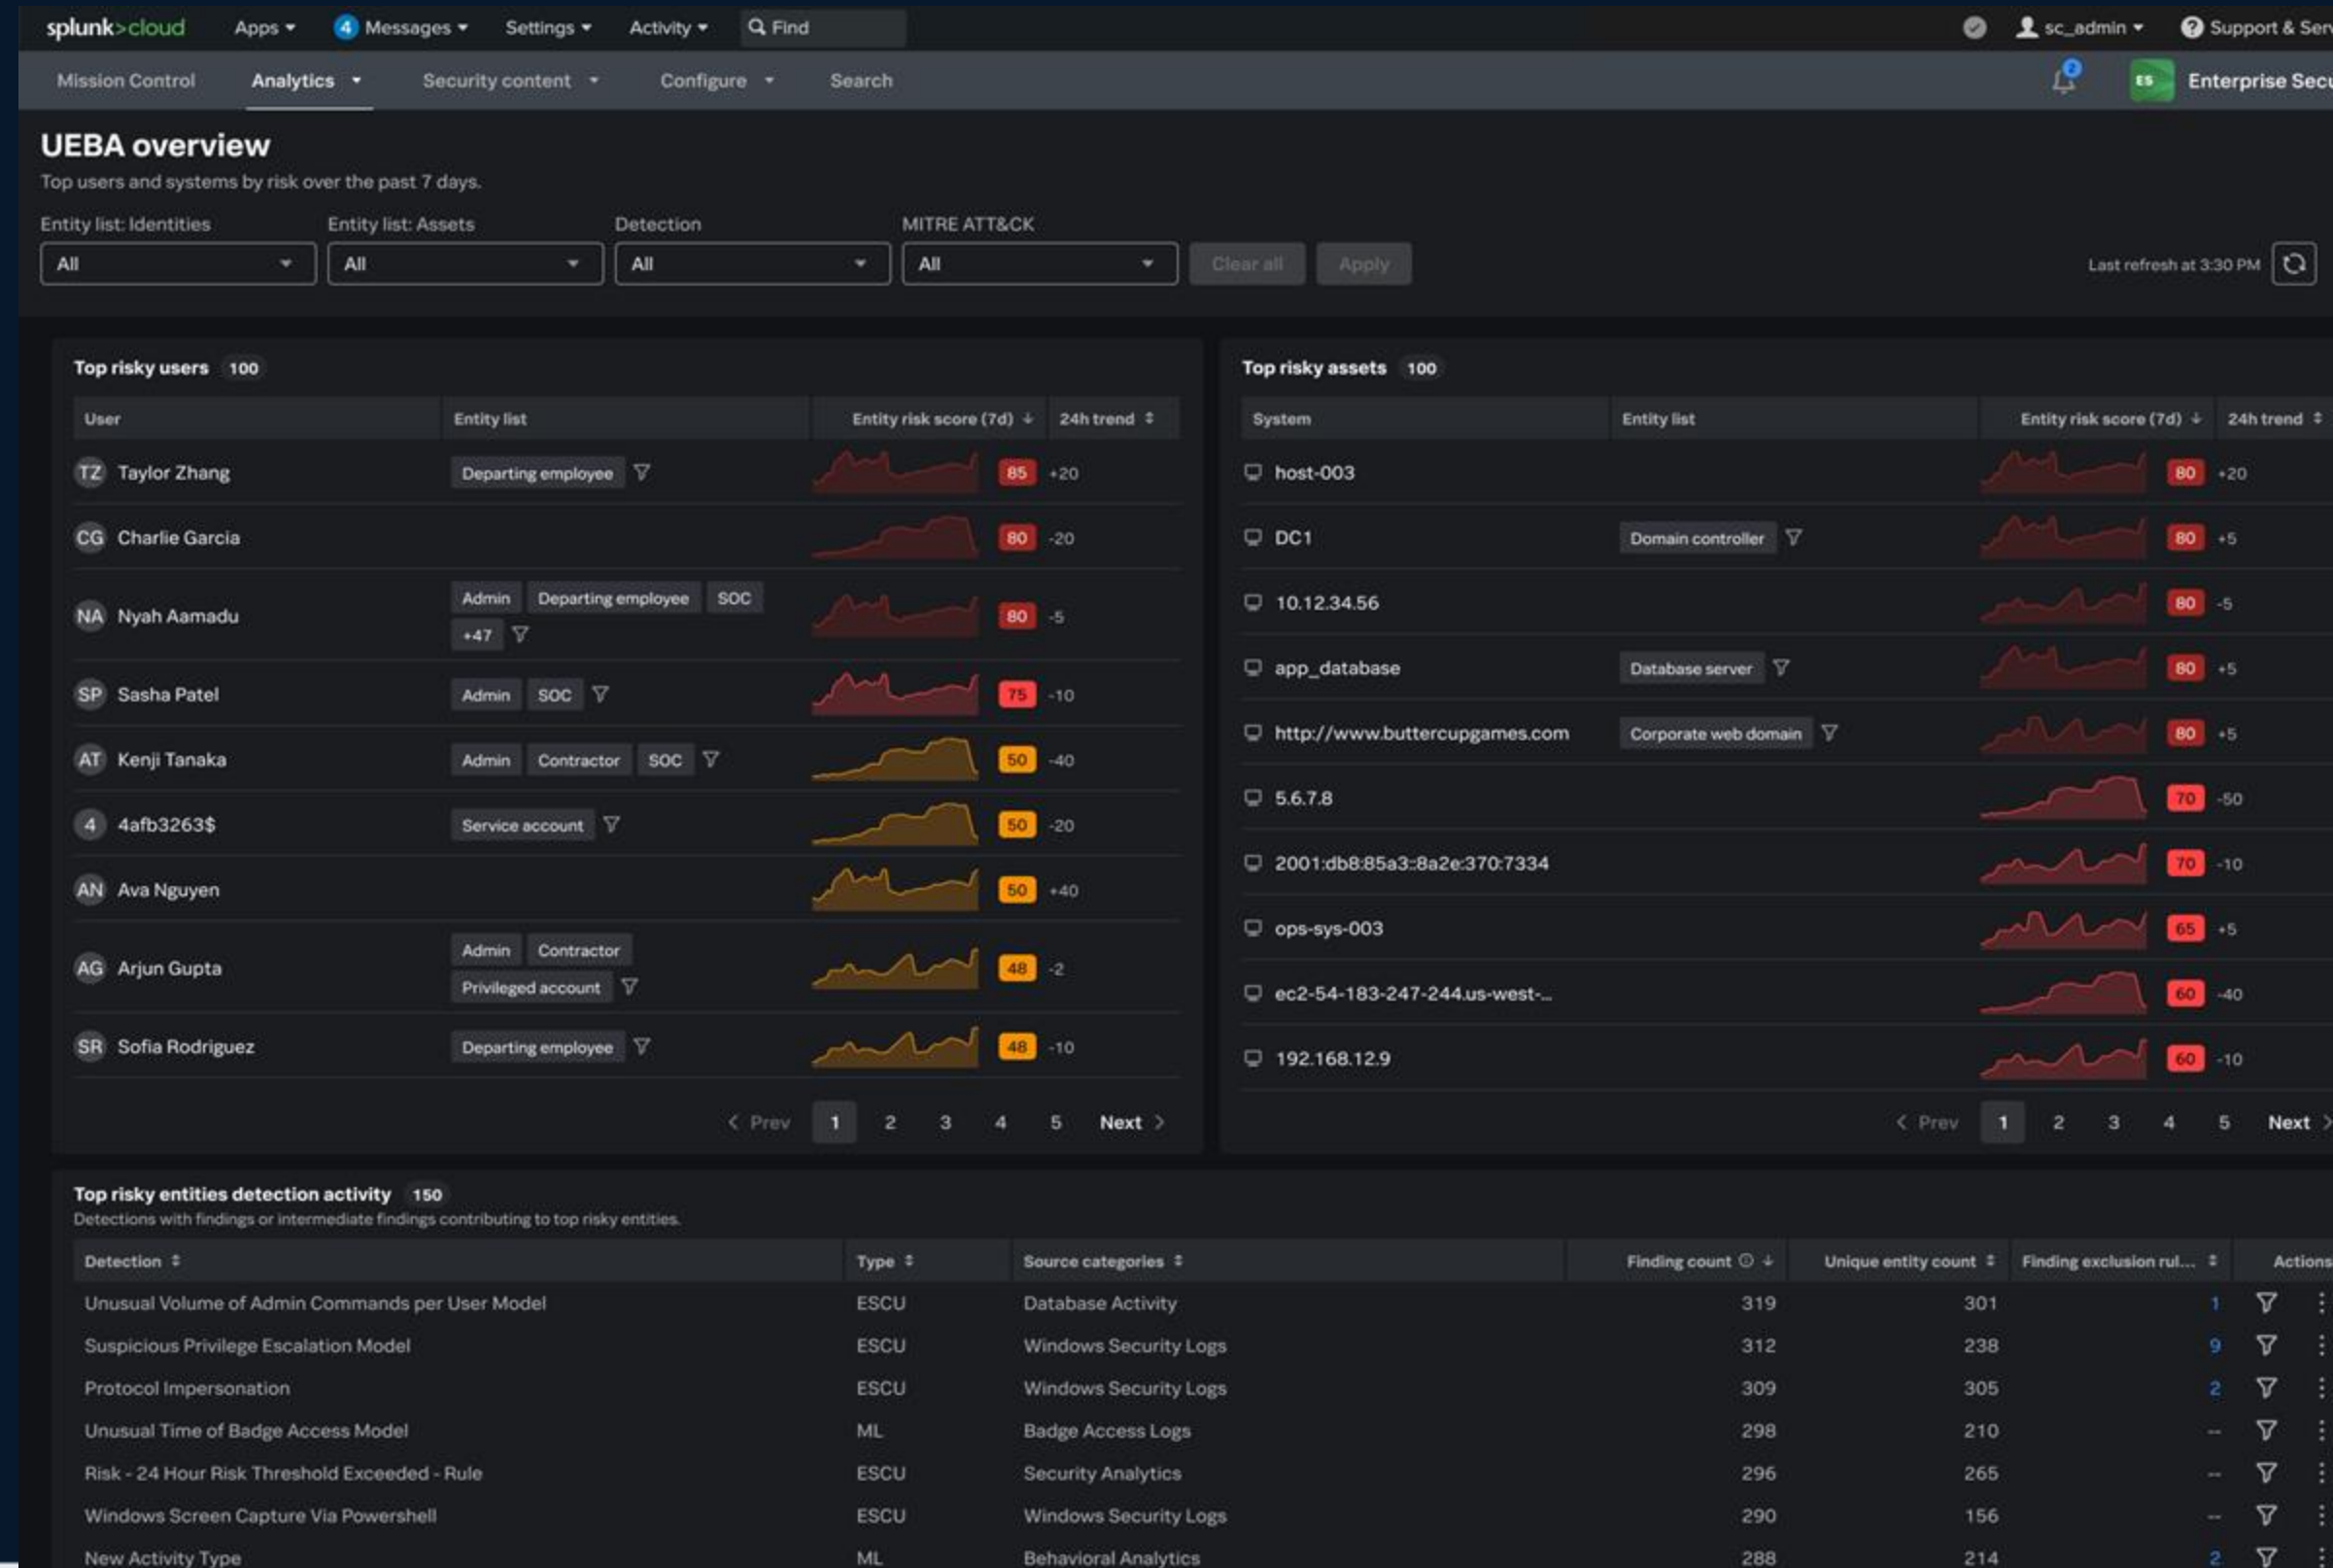 splunk>cloud Apps 4 Messages Settings Activity Find sc_admin Support & Serv
Mission Control Analytics Security content Configure Search 2 ES Enterprise Secu
UEBA overview
Top users and systems by risk over the past 7 days.
Entity list: Identities Entity list: Assets Detection MITRE ATT&CK
All All All All Clear all Apply Last refresh at 3:30 PM
Top risky users 100
User Entity list Entity risk score (7d) 24h trend
TZ Taylor Zhang Departing employee 85 +20
CG Charlie Garcia 80 -20
NA Nyah Aamadu Admin Departing employee SOC +47 80 -5
SP Sasha Patel Admin SOC 75 -10
AT Kenji Tanaka Admin Contractor SOC 50 -40
4 4afb3263$ Service account 50 -20
AN Ava Nguyen 50 +40
AG Arjun Gupta Admin Contractor Privileged account 48 -2
SR Sofia Rodriguez Departing employee 48 -10
< Prev 1 2 3 4 5 Next >
Top risky assets 100
System Entity list Entity risk score (7d) 24h trend
host-003 80 +20
DC1 Domain controller 80 +5
10.12.34.56 80 -5
app_database Database server 80 +5
http://www.buttercupgames.com Corporate web domain 80 +5
5.6.7.8 70 -50
2001:db8:85a3::8a2e:370:7334 70 -10
ops-sys-003 65 +5
ec2-54-183-247-244.us-west-... 60 -40
192.168.12.9 60 -10
< Prev 1 2 3 4 5 Next >
Top risky entities detection activity 150
Detections with findings or intermediate findings contributing to top risky entities.
Detection Type Source categories Finding count Unique entity count Finding exclusion rul... Actions
Unusual Volume of Admin Commands per User Model ESCU Database Activity 319 301 1
Suspicious Privilege Escalation Model ESCU Windows Security Logs 312 238 9
Protocol Impersonation ESCU Windows Security Logs 309 305 2
Unusual Time of Badge Access Model ML Badge Access Logs 298 210 --
Risk - 24 Hour Risk Threshold Exceeded - Rule ESCU Security Analytics 296 265 --
Windows Screen Capture Via Powershell ESCU Windows Security Logs 290 156 --
New Activity Type ML Behavioral Analytics 288 214 2